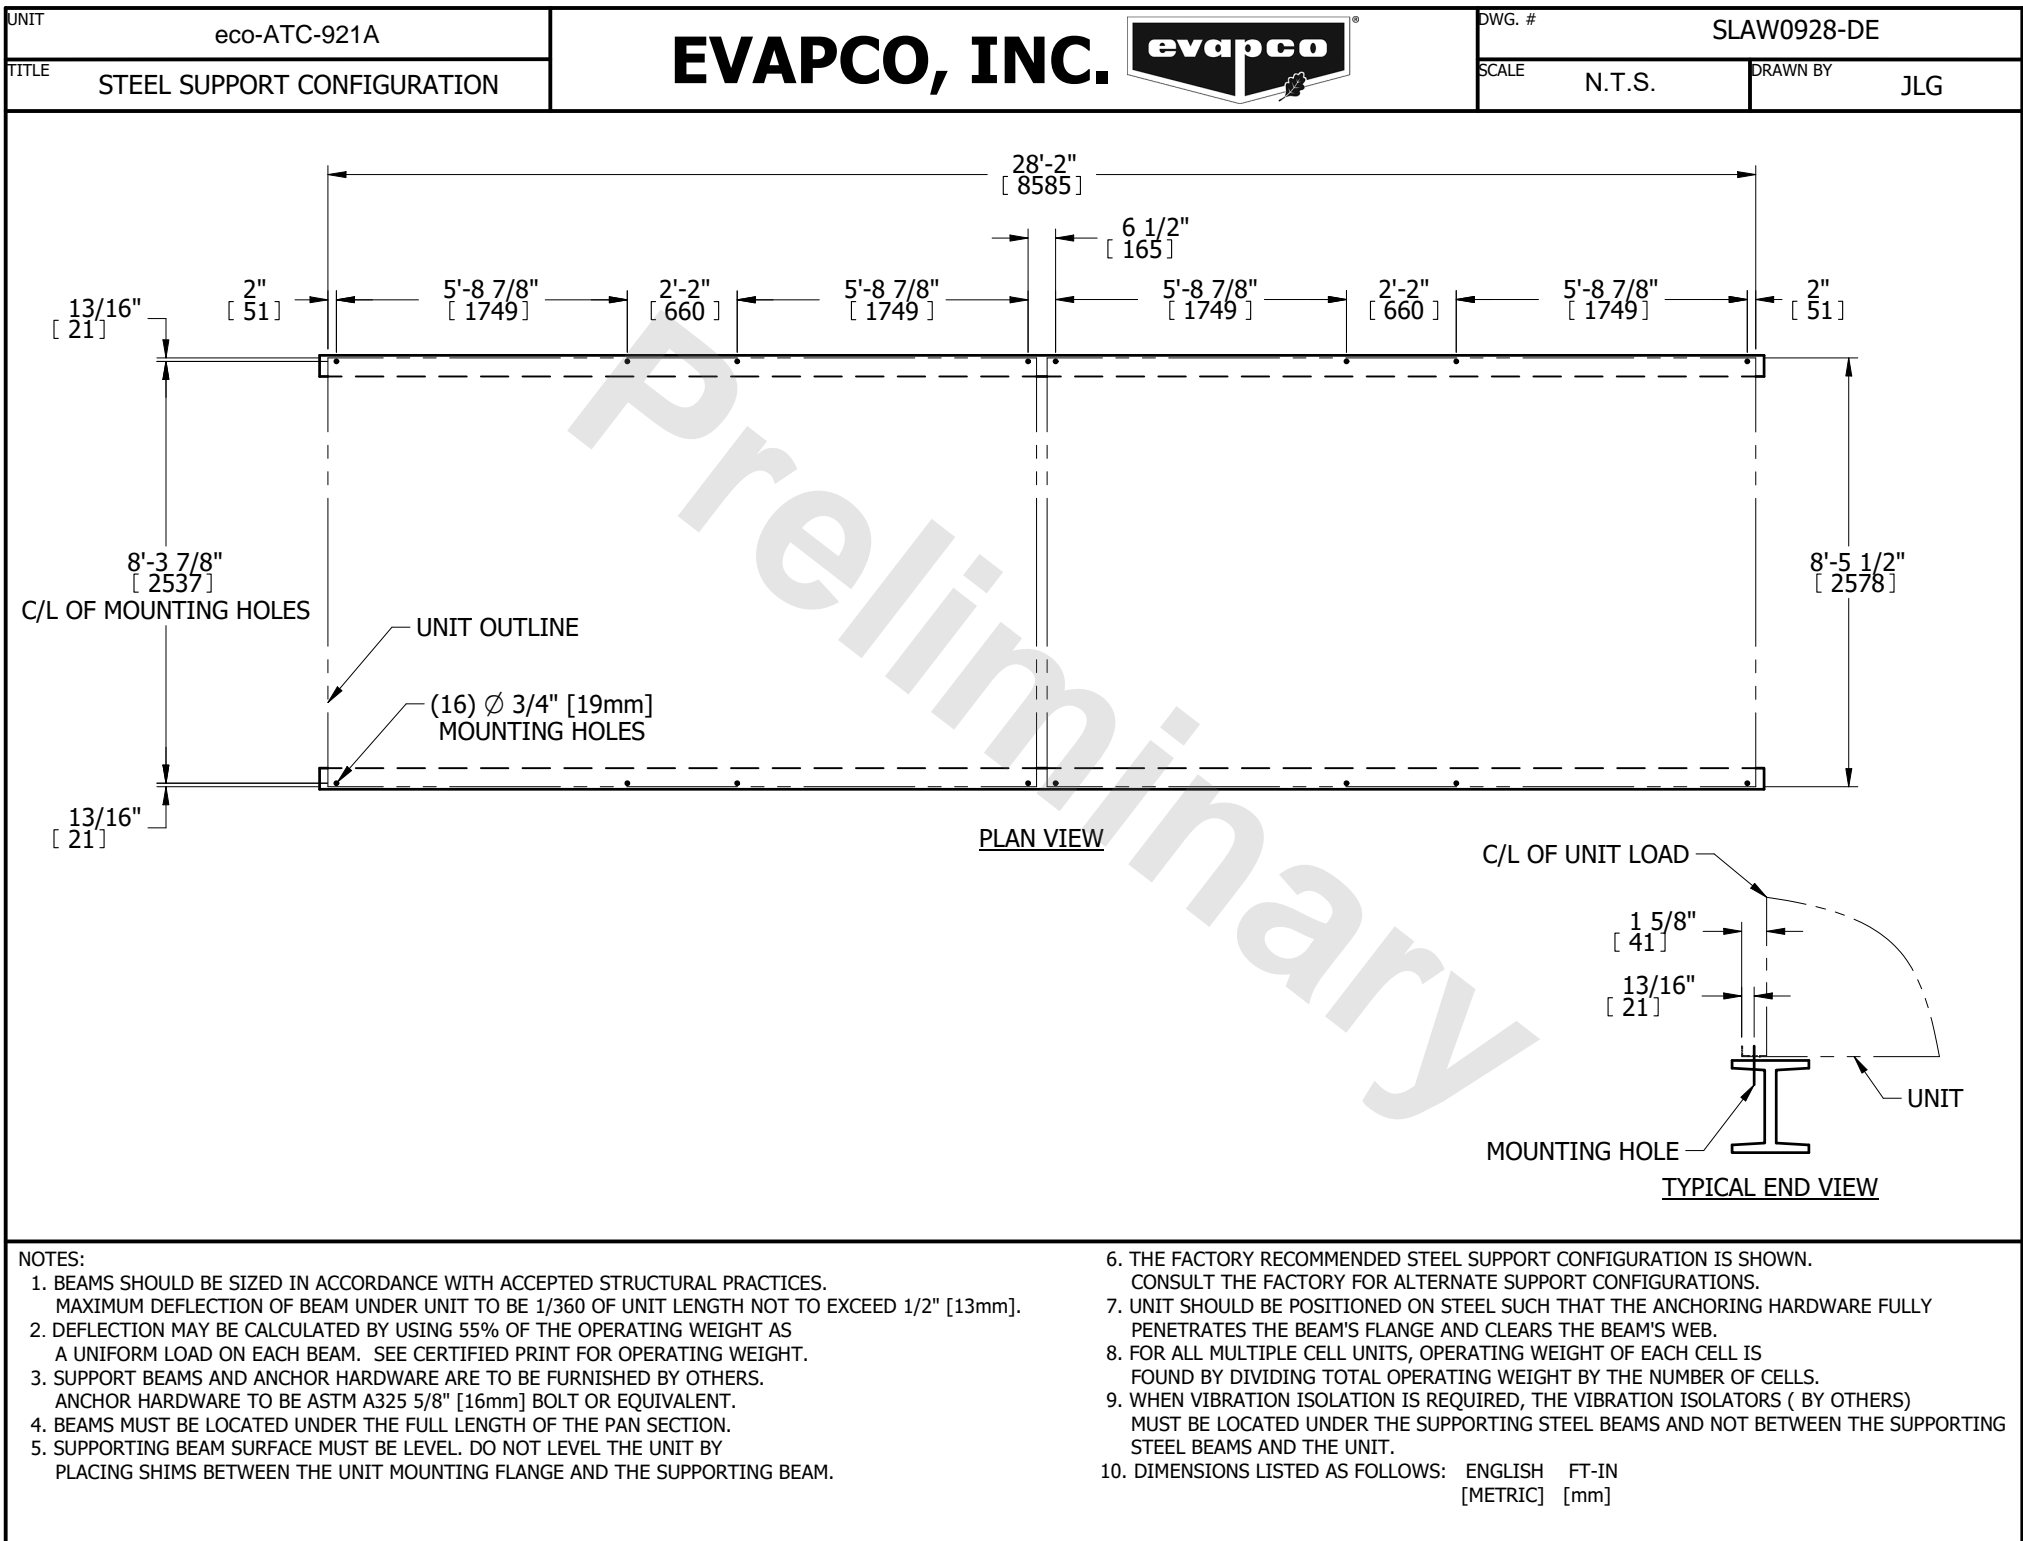 UNIT
eco-ATC-921A
TITLE
STEEL SUPPORT CONFIGURATION
EVAPCO, INC.
evapco
®
DWG. #
SLAW0928-DE
SCALE
N.T.S.
DRAWN BY
JLG
28'-2"
[ 8585]
6 1/2"
[ 165]
13/16"
[ 21]
2"
[ 51]
5'-8 7/8"
[ 1749]
2'-2"
[ 660 ]
5'-8 7/8"
[ 1749 ]
5'-8 7/8"
[ 1749 ]
2'-2"
[ 660 ]
5'-8 7/8"
[ 1749]
2"
[ 51]
8'-3 7/8"
[ 2537]
C/L OF MOUNTING HOLES
8'-5 1/2"
[ 2578]
UNIT OUTLINE
(16) ∅ 3/4" [19mm]
MOUNTING HOLES
13/16"
[ 21]
PLAN VIEW
Preliminary
C/L OF UNIT LOAD
1 5/8"
[ 41]
13/16"
[ 21]
UNIT
MOUNTING HOLE
TYPICAL END VIEW
NOTES:
1. BEAMS SHOULD BE SIZED IN ACCORDANCE WITH ACCEPTED STRUCTURAL PRACTICES.
MAXIMUM DEFLECTION OF BEAM UNDER UNIT TO BE 1/360 OF UNIT LENGTH NOT TO EXCEED 1/2" [13mm].
2. DEFLECTION MAY BE CALCULATED BY USING 55% OF THE OPERATING WEIGHT AS
A UNIFORM LOAD ON EACH BEAM. SEE CERTIFIED PRINT FOR OPERATING WEIGHT.
3. SUPPORT BEAMS AND ANCHOR HARDWARE ARE TO BE FURNISHED BY OTHERS.
ANCHOR HARDWARE TO BE ASTM A325 5/8" [16mm] BOLT OR EQUIVALENT.
4. BEAMS MUST BE LOCATED UNDER THE FULL LENGTH OF THE PAN SECTION.
5. SUPPORTING BEAM SURFACE MUST BE LEVEL. DO NOT LEVEL THE UNIT BY
PLACING SHIMS BETWEEN THE UNIT MOUNTING FLANGE AND THE SUPPORTING BEAM.
6. THE FACTORY RECOMMENDED STEEL SUPPORT CONFIGURATION IS SHOWN.
CONSULT THE FACTORY FOR ALTERNATE SUPPORT CONFIGURATIONS.
7. UNIT SHOULD BE POSITIONED ON STEEL SUCH THAT THE ANCHORING HARDWARE FULLY
PENETRATES THE BEAM'S FLANGE AND CLEARS THE BEAM'S WEB.
8. FOR ALL MULTIPLE CELL UNITS, OPERATING WEIGHT OF EACH CELL IS
FOUND BY DIVIDING TOTAL OPERATING WEIGHT BY THE NUMBER OF CELLS.
9. WHEN VIBRATION ISOLATION IS REQUIRED, THE VIBRATION ISOLATORS ( BY OTHERS)
MUST BE LOCATED UNDER THE SUPPORTING STEEL BEAMS AND NOT BETWEEN THE SUPPORTING
STEEL BEAMS AND THE UNIT.
10. DIMENSIONS LISTED AS FOLLOWS: ENGLISH FT-IN
[METRIC] [mm]